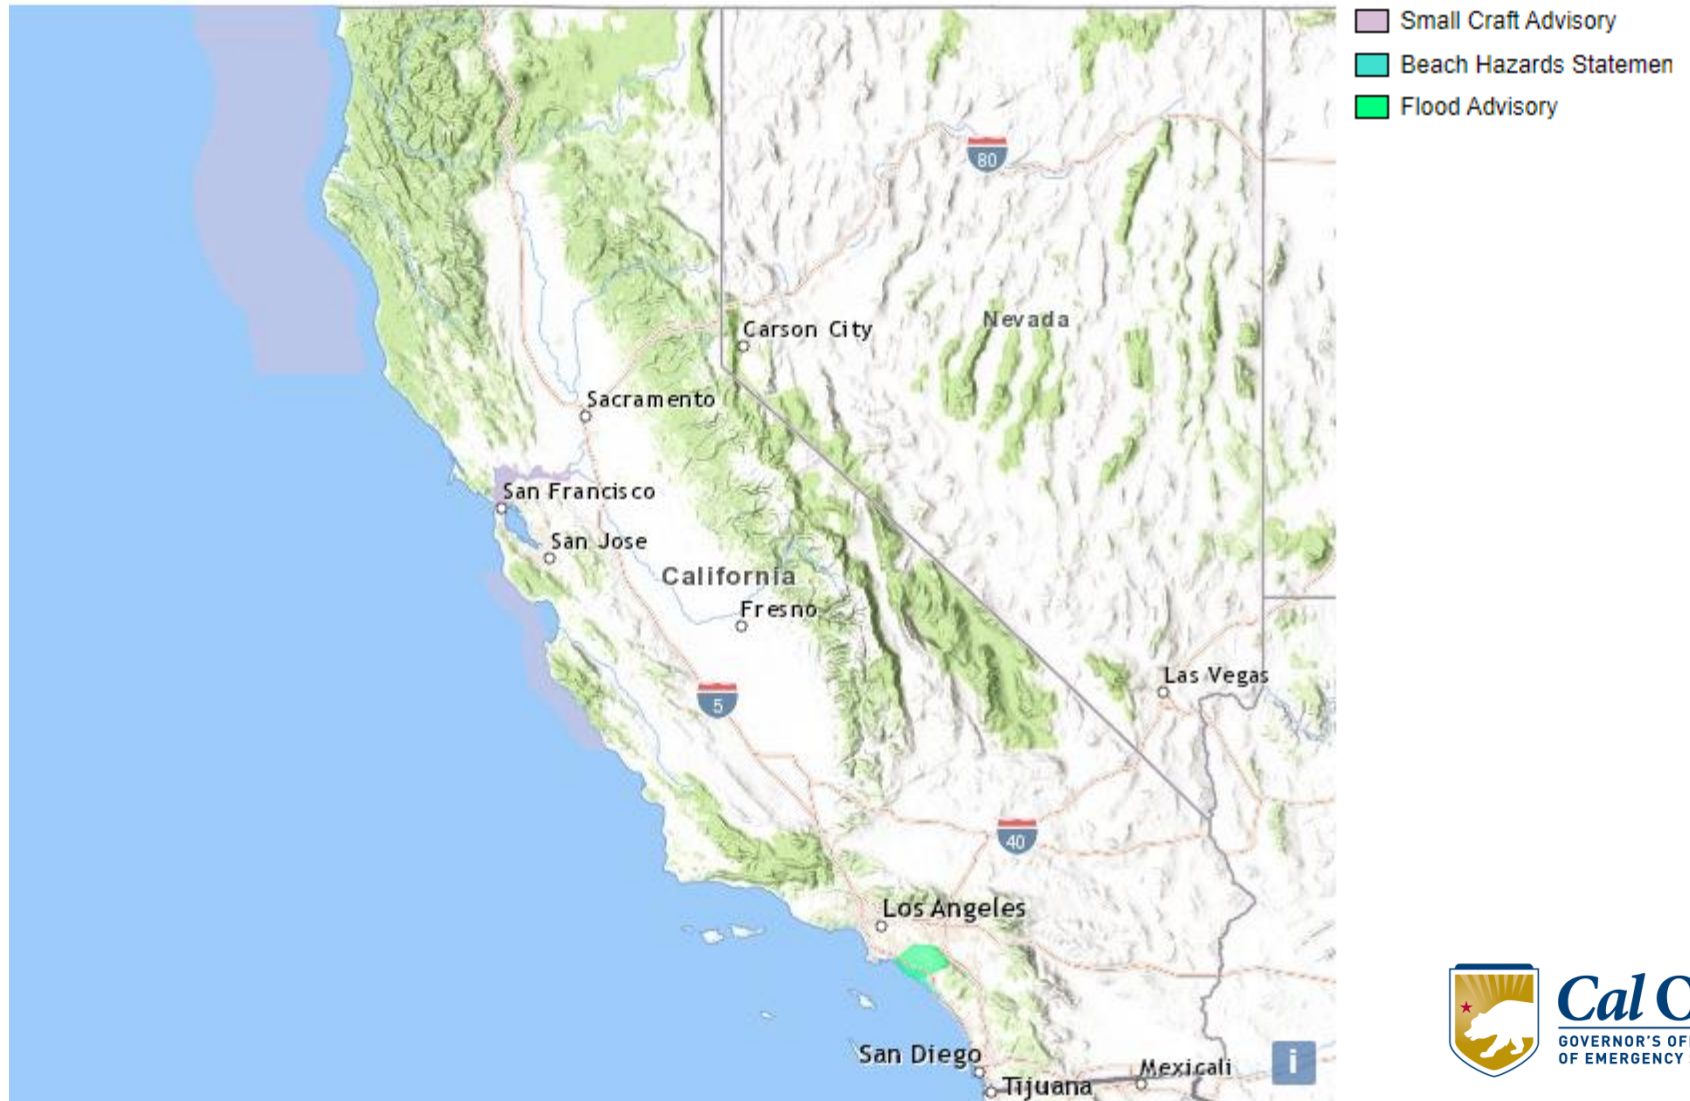 Small Craft Advisory
Beach Hazards Statemen
Flood Advisory
80
Nevada
Carson City
Sacramento
San Francisco
San Jose
California
Fresno
Las Vegas
5
40
Los Angeles
San Diego
Mexicali
Tijuana
i
Cal O
GOVERNOR'S OF
OF EMERGENCY